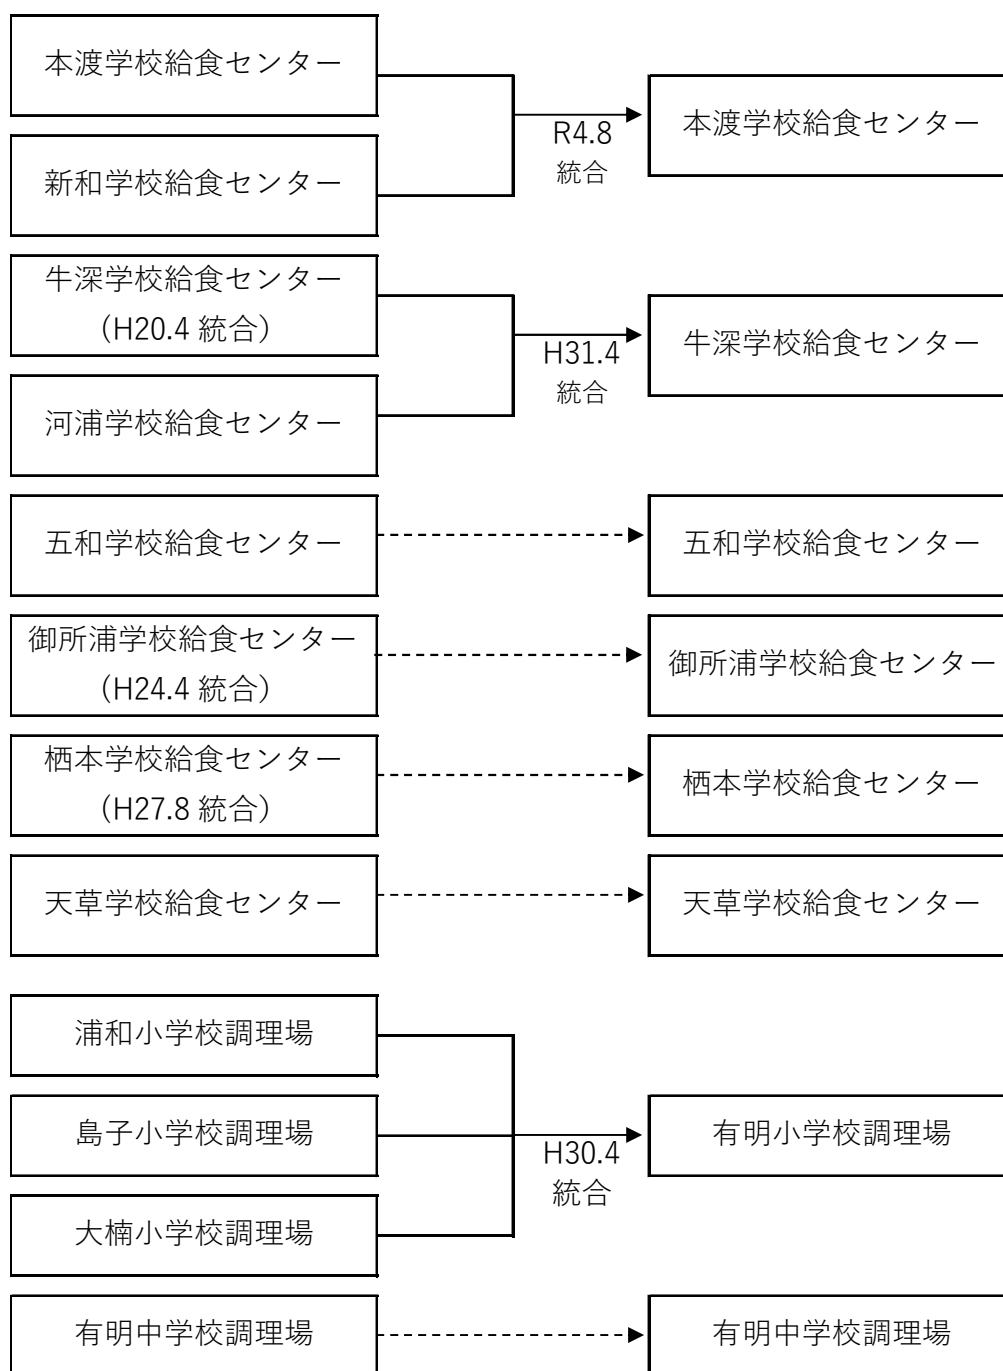 本渡学校給食センター
新和学校給食センター
R4.8
統合
本渡学校給食センター
牛深学校給食センター
（H20.4 統合）
河浦学校給食センター
H31.4
統合
牛深学校給食センター
五和学校給食センター
五和学校給食センター
御所浦学校給食センター
（H24.4 統合）
御所浦学校給食センター
栖本学校給食センター
（H27.8 統合）
栖本学校給食センター
天草学校給食センター
天草学校給食センター
浦和小学校調理場
島子小学校調理場
大楠小学校調理場
H30.4
統合
有明小学校調理場
有明中学校調理場
有明中学校調理場